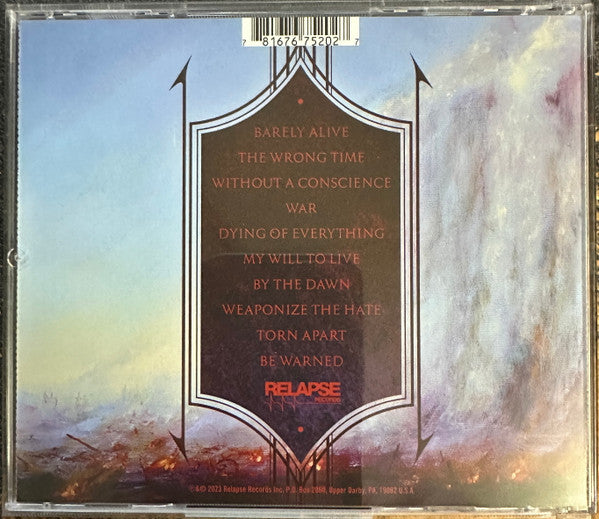 7 81676 75202 7
BARELY ALIVE
THE WRONG TIME
WITHOUT A CONSCIENCE
WAR
DYING OF EVERYTHING
MY WILL TO LIVE
BY THE DAWN
WEAPONIZE THE HATE
TORN APART
BE WARNED
RELAPSE
records
℗&© 2023 Relapse Records Inc. P.O. Box 2060, Upper Darby, PA, 19082 U.S.A